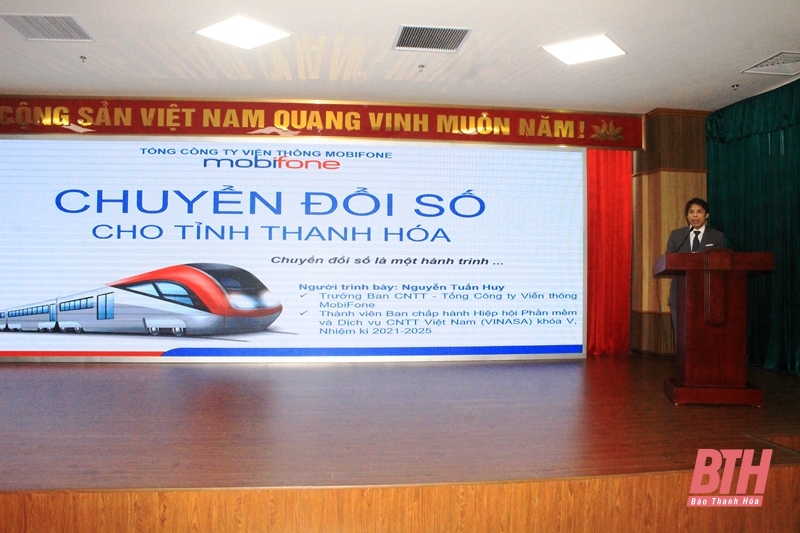 CỘNG SẢN VIỆT NAM QUANG VINH MUÔN NĂM!
TỔNG CÔNG TY VIỄN THÔNG MOBIFONE
mobifone
CHUYỂN ĐỔI SỐ
CHO TỈNH THANH HÓA
Chuyển đổi số là một hành trình ...
Người trình bày: Nguyễn Tuấn Huy
✓ Trưởng Ban CNTT - Tổng Công ty Viễn thông
MobiFone
✓ Thành viên Ban chấp hành Hiệp hội Phần mềm
và Dịch vụ CNTT Việt Nam (VINASA) khóa V,
Nhiệm kì 2021-2025
BTH
Báo Thanh Hóa